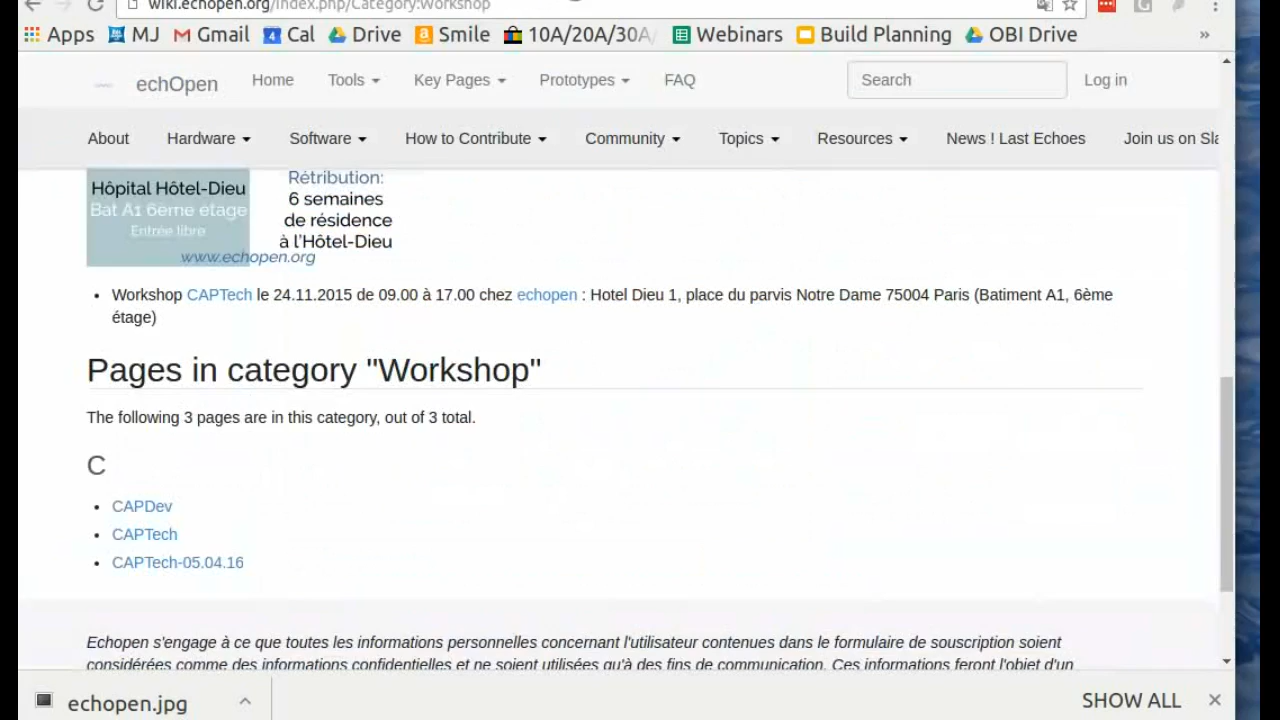 wiki.echopen.org/index.php/Category:Workshop
Apps MJ Gmail 4 Cal Drive a Smile 10A/20A/30A/ Webinars Build Planning OBI Drive »
echOpen Home Tools Key Pages Prototypes FAQ Search Log in
About Hardware Software How to Contribute Community Topics Resources News ! Last Echoes Join us on Sla
Hôpital Hôtel-Dieu
Bat A1 6ème étage
Entrée libre
Rétribution:
6 semaines
de résidence
à l'Hôtel-Dieu
www.echopen.org
• Workshop CAPTech le 24.11.2015 de 09.00 à 17.00 chez echopen : Hotel Dieu 1, place du parvis Notre Dame 75004 Paris (Batiment A1, 6ème
étage)
Pages in category "Workshop"
The following 3 pages are in this category, out of 3 total.
C
• CAPDev
• CAPTech
• CAPTech-05.04.16
Echopen s'engage à ce que toutes les informations personnelles concernant l'utilisateur contenues dans le formulaire de souscription soient
considérées comme des informations confidentielles et ne soient utilisées qu'à des fins de communication. Ces informations feront l'objet d'un
echopen.jpg SHOW ALL